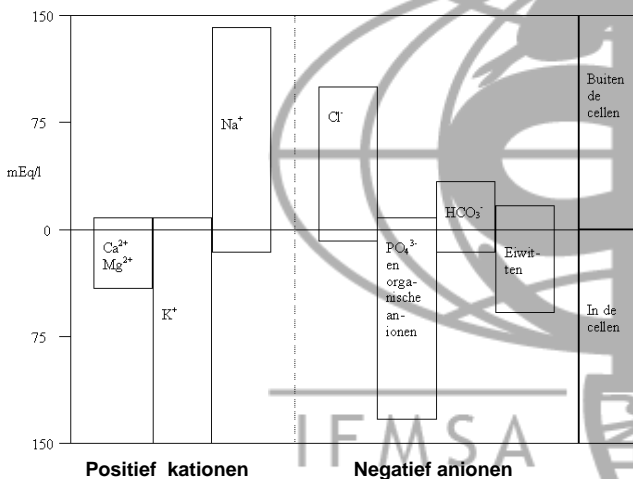 150
75
mEq/l
0
75
150
Ca²⁺
Mg²⁺
K⁺
Na⁺
Cl⁻
PO₄³⁻
en
orga-
nische
an-
ionen
HCO₃⁻
Eiwit-
ten
Buiten
de
cellen
In de
cellen
IFMSA
Positief kationen
Negatief anionen